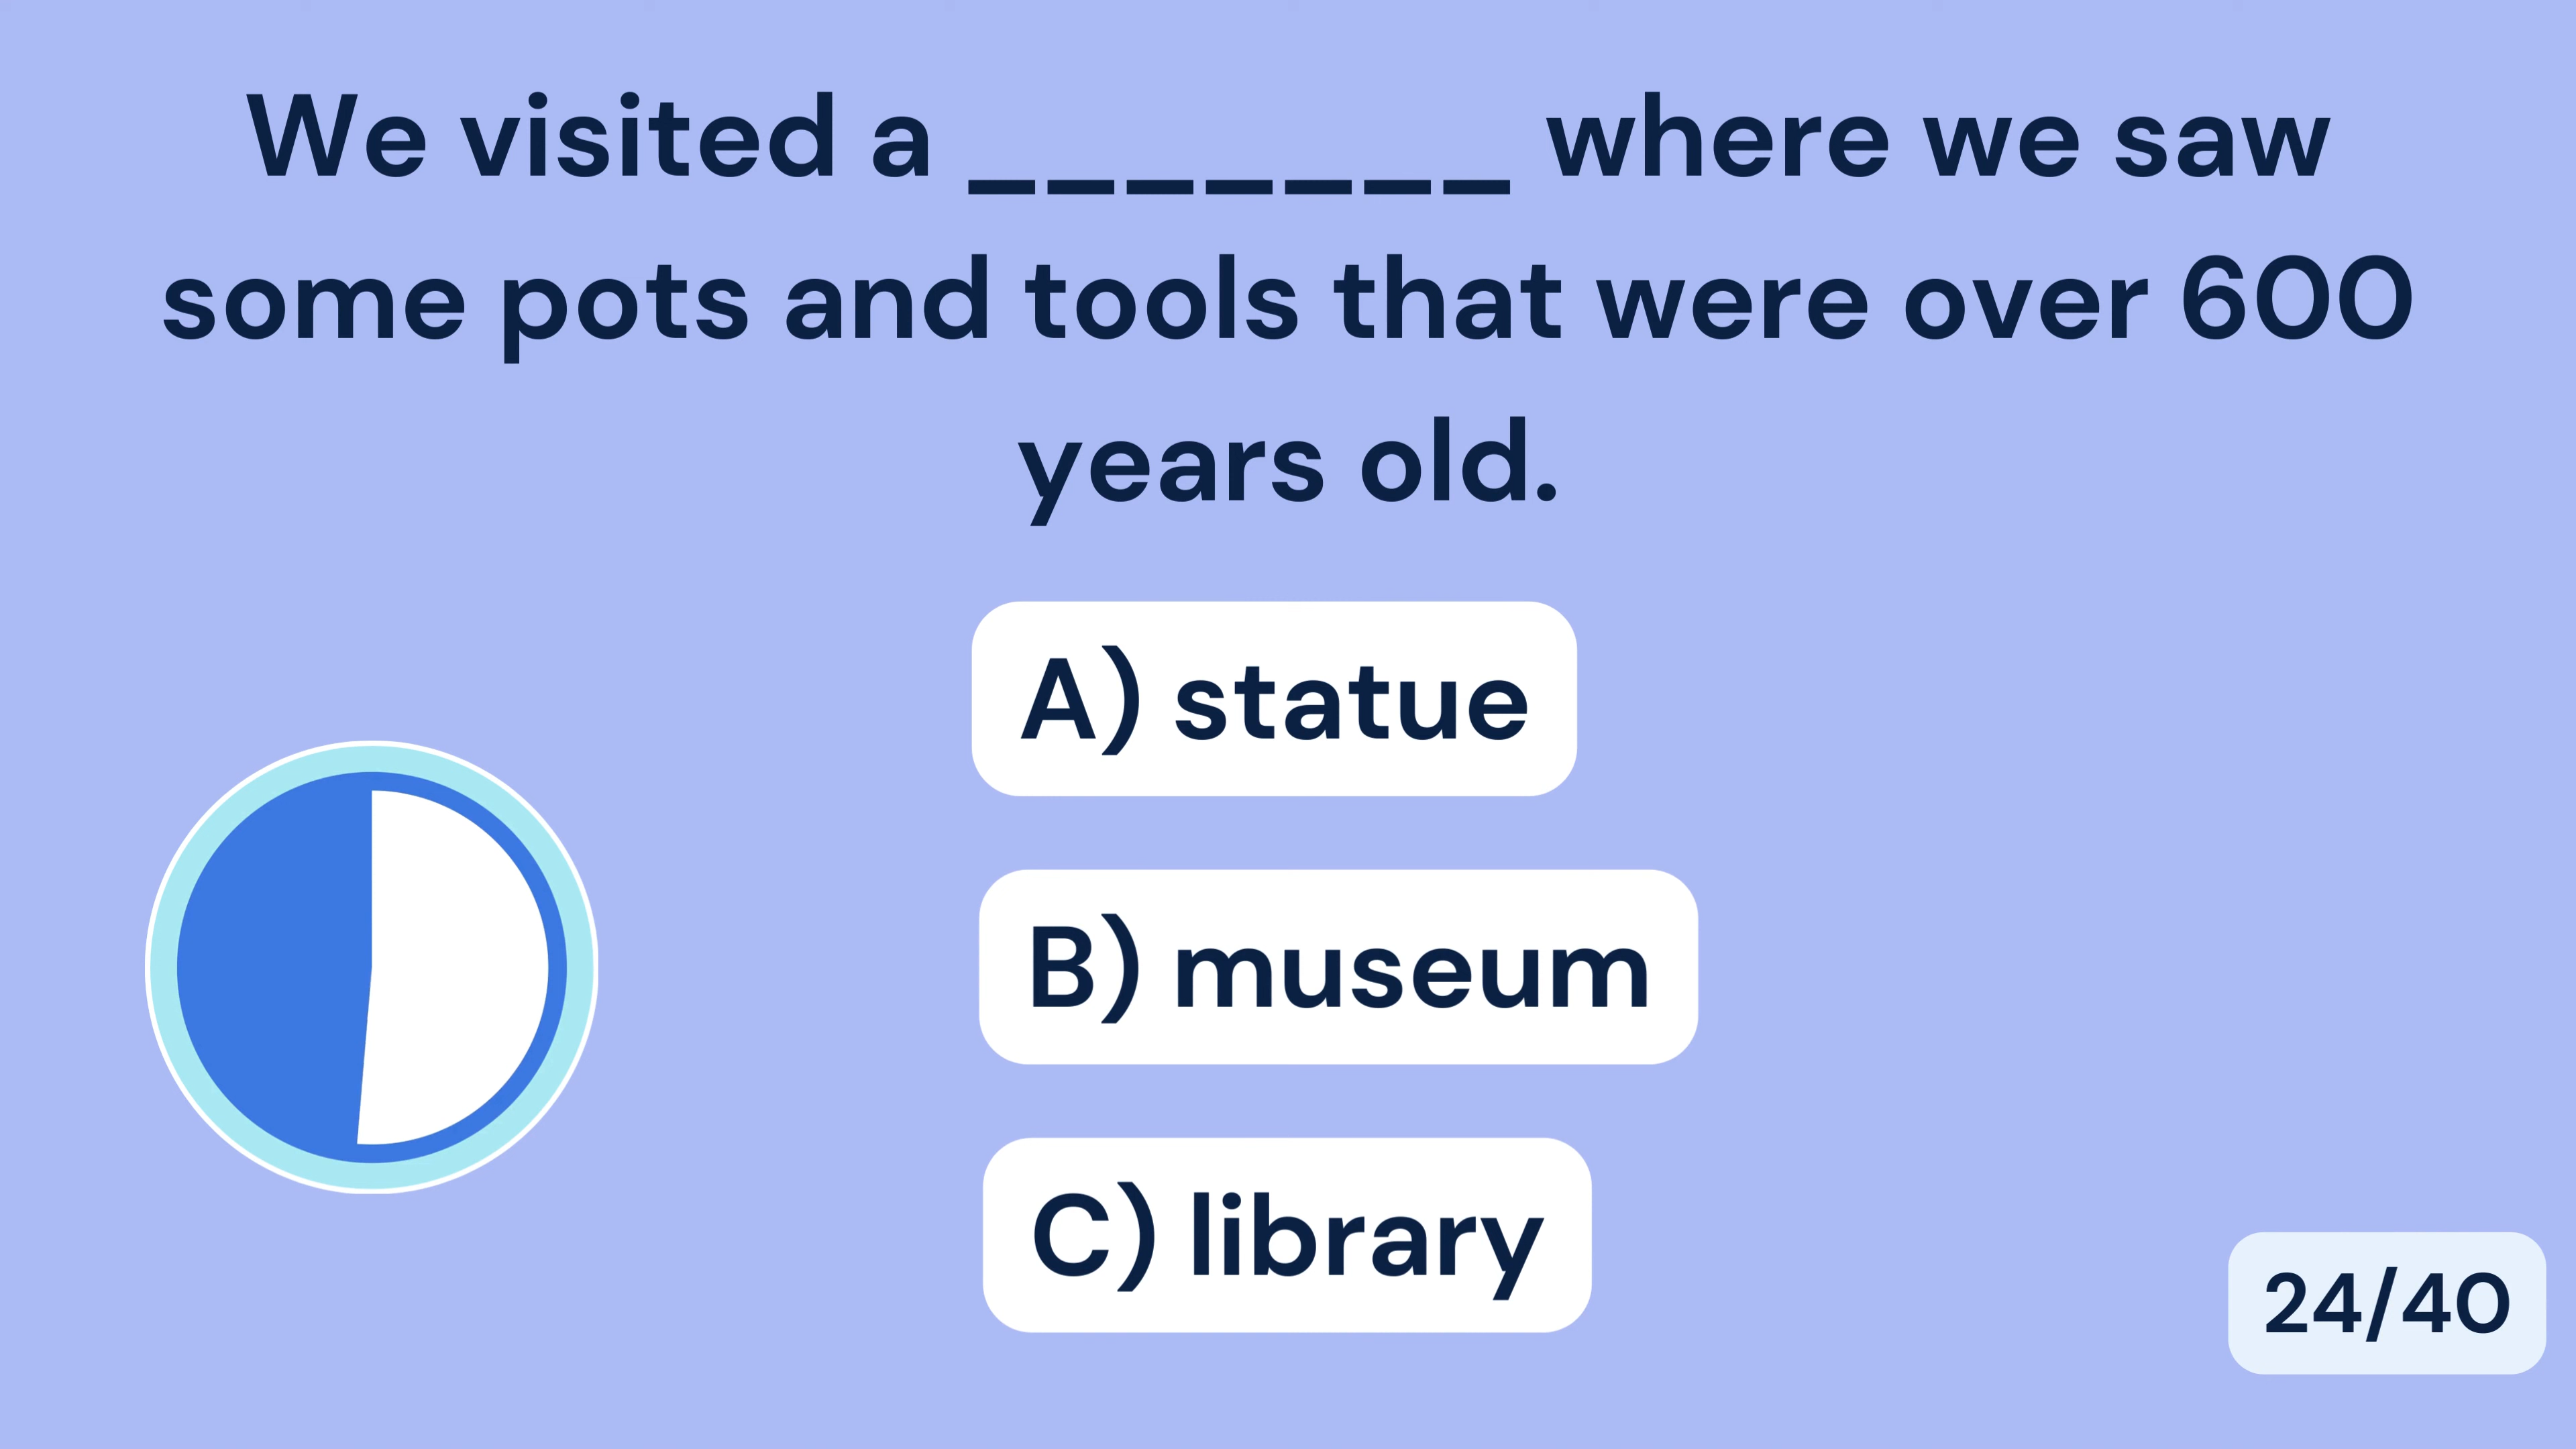 We visited a _______ where we saw
some pots and tools that were over 600
years old.
A) statue
B) museum
C) library
24/40